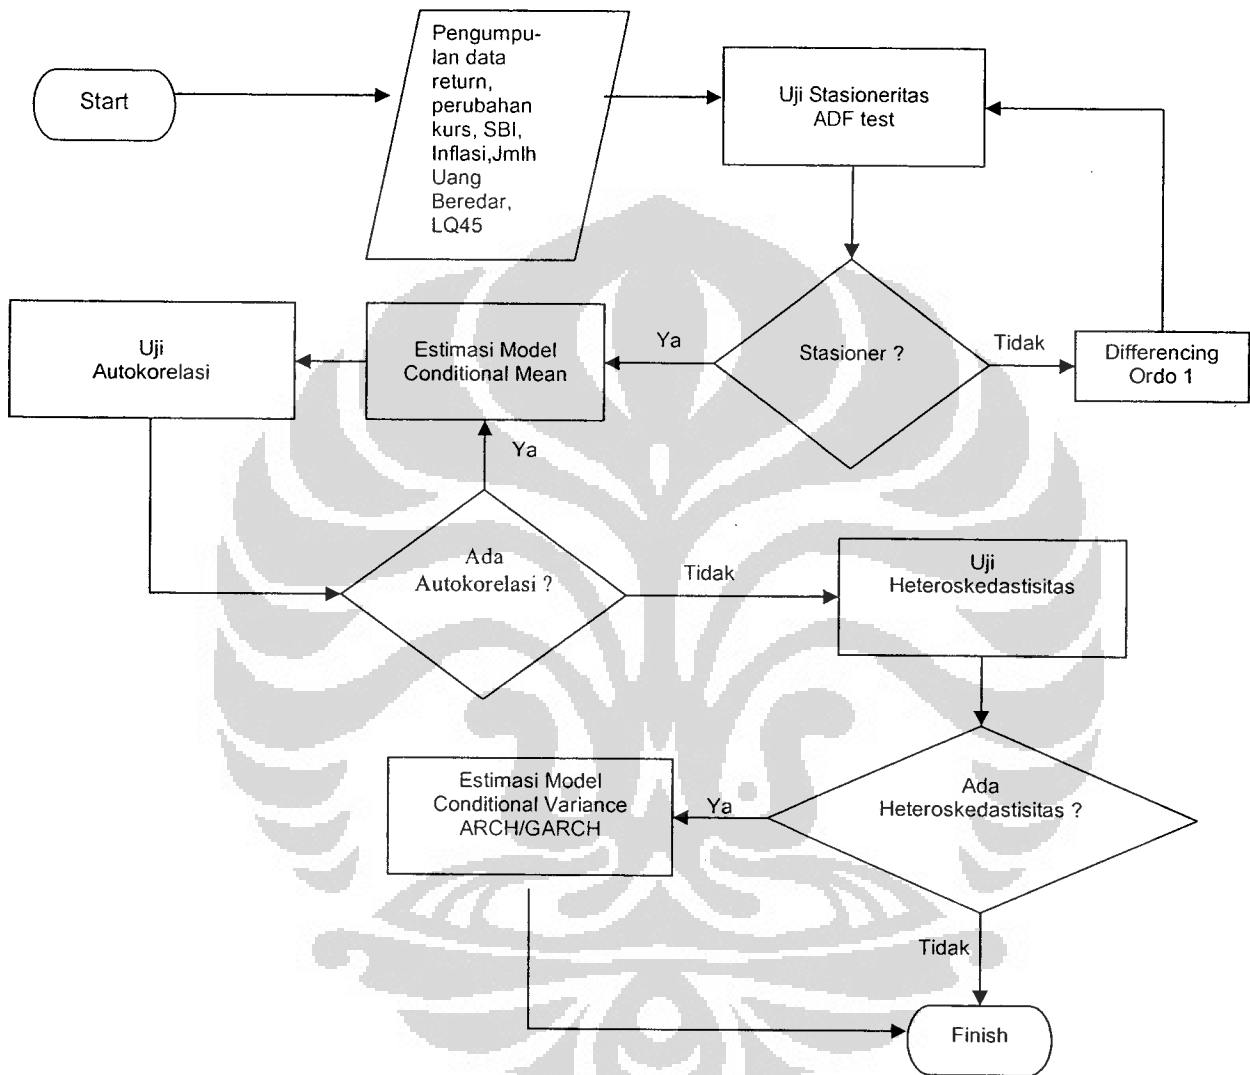 Start
Pengumpu-
lan data
return,
perubahan
kurs, SBI,
Inflasi,Jmlh
Uang
Beredar,
LQ45
Uji Stasioneritas
ADF test
Stasioner ?
Ya
Tidak
Differencing
Ordo 1
Estimasi Model
Conditional Mean
Uji
Autokorelasi
Ya
Ada
Autokorelasi ?
Tidak
Uji
Heteroskedastisitas
Ada
Heteroskedastisitas ?
Ya
Estimasi Model
Conditional Variance
ARCH/GARCH
Tidak
Finish